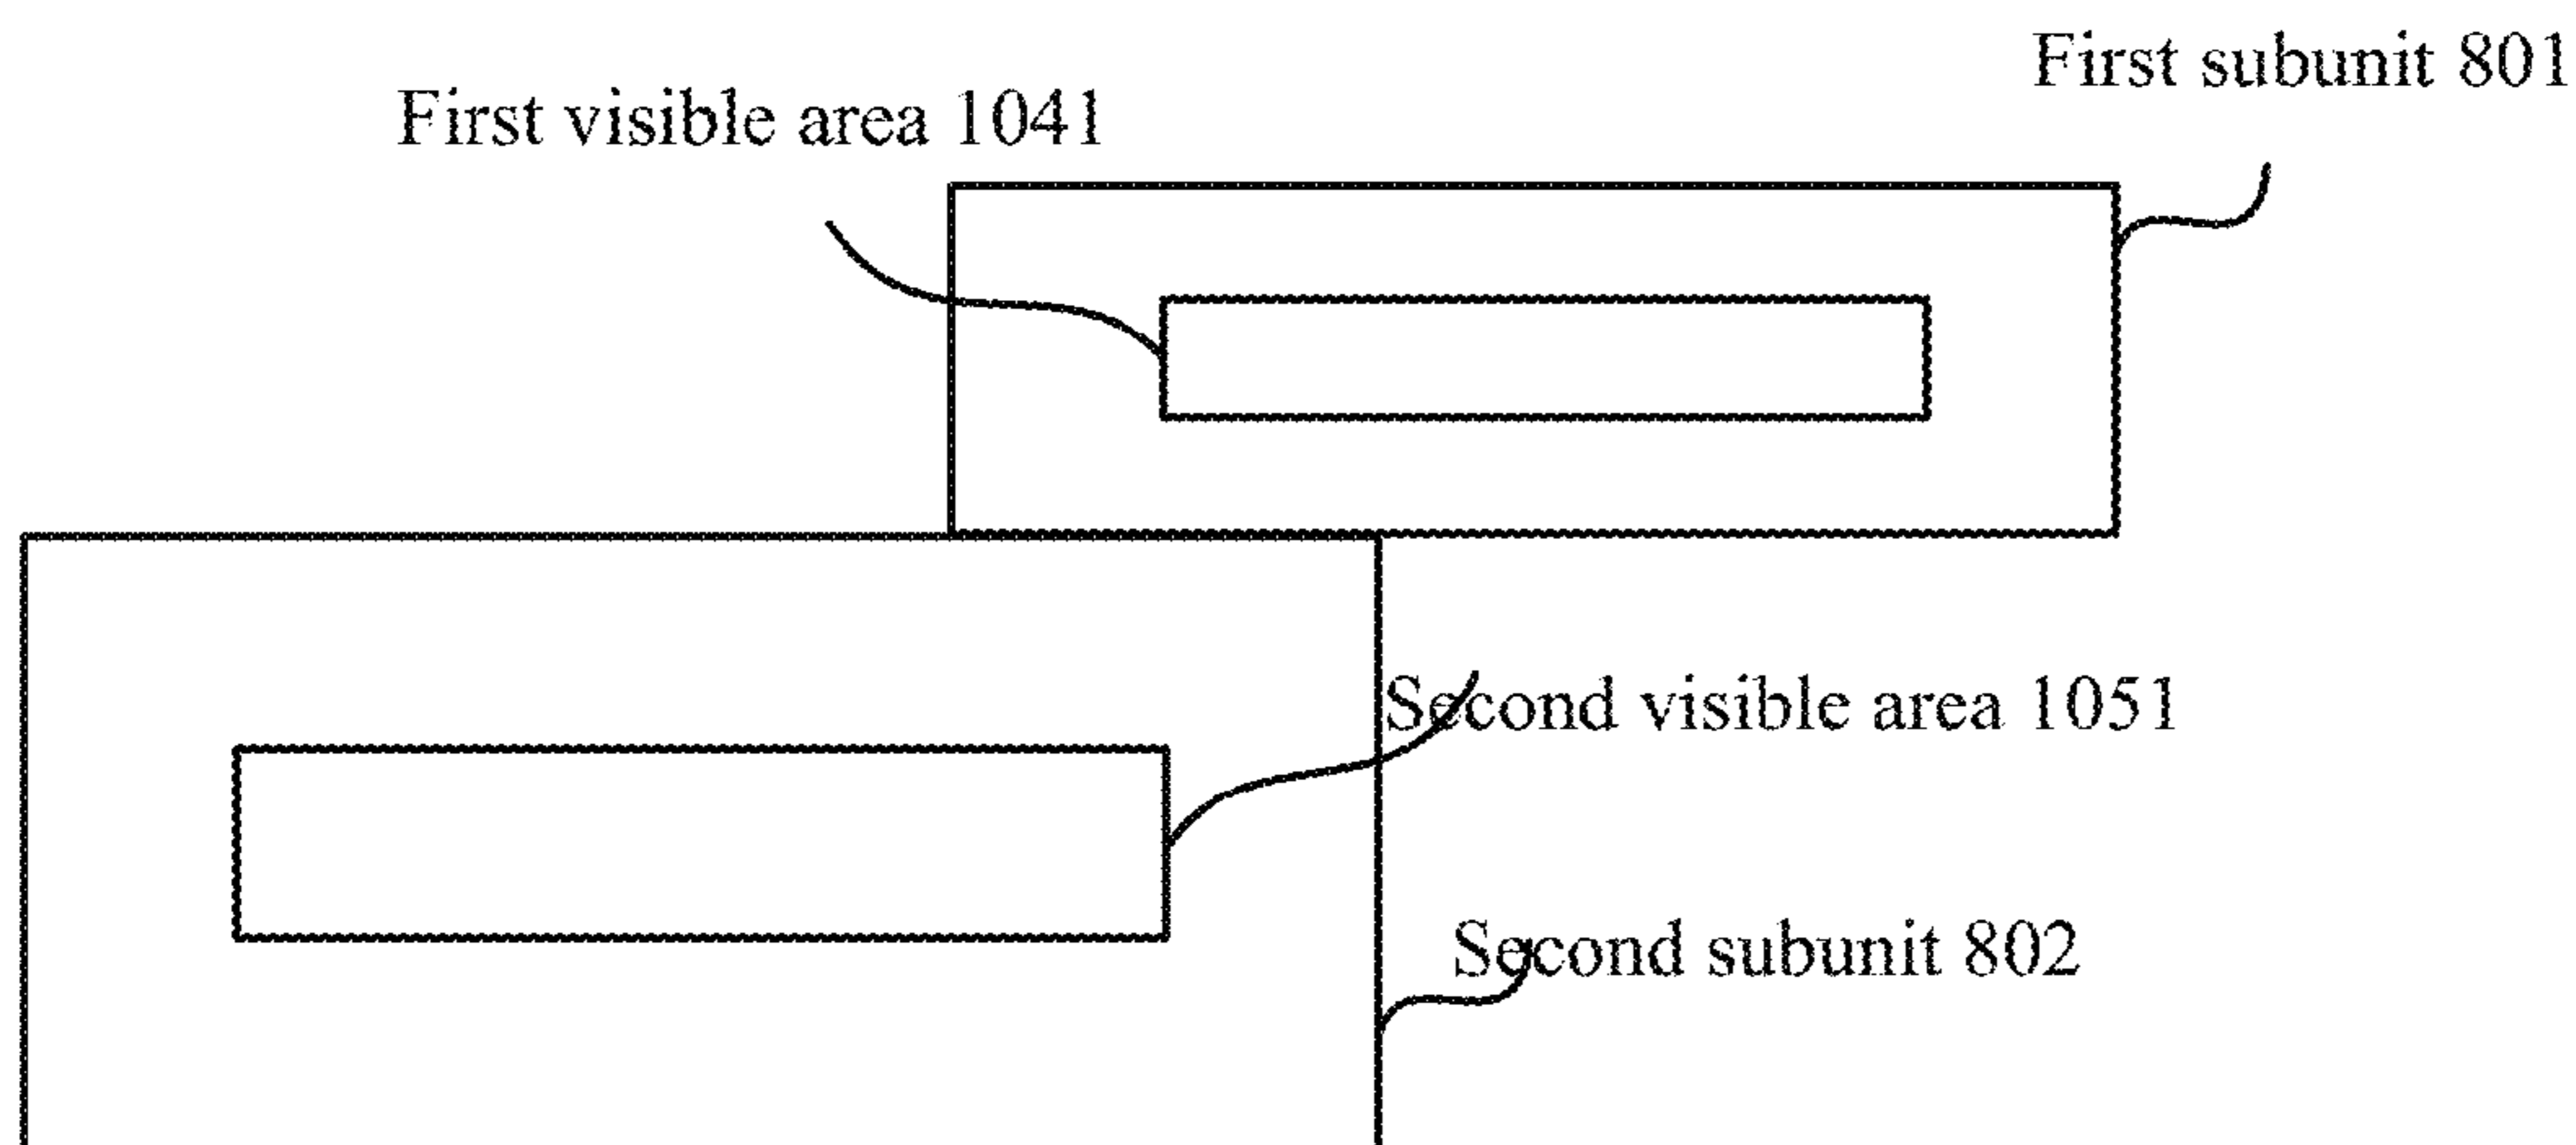 First subunit 801
First visible area 1041
Second visible area 1051
Second subunit 802